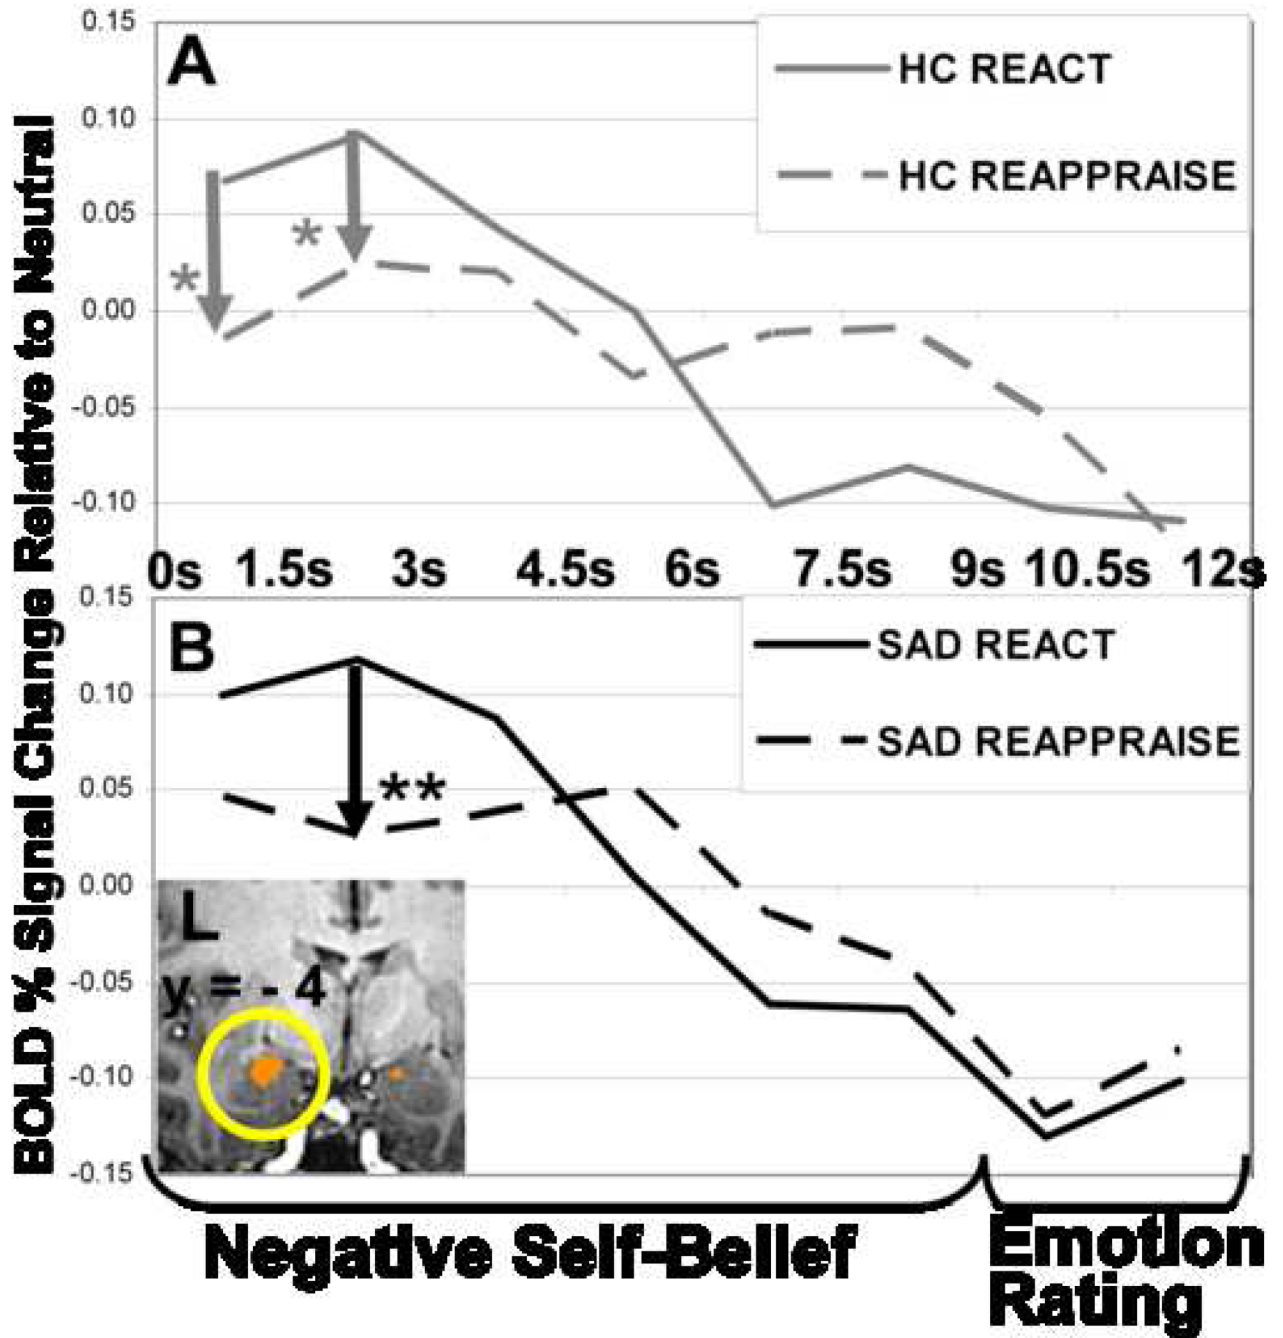 BOLD % Signal Change Relative to Neutral
A
0.15
0.10
0.05
0.00
-0.05
-0.10
HC REACT
HC REAPPRAISE
*
*
0s 1.5s 3s 4.5s 6s 7.5s 9s 10.5s 12s
B
0.15
0.10
0.05
0.00
-0.05
-0.10
-0.15
SAD REACT
SAD REAPPRAISE
**
L
y = - 4
Negative Self-Belief
Emotion
Rating